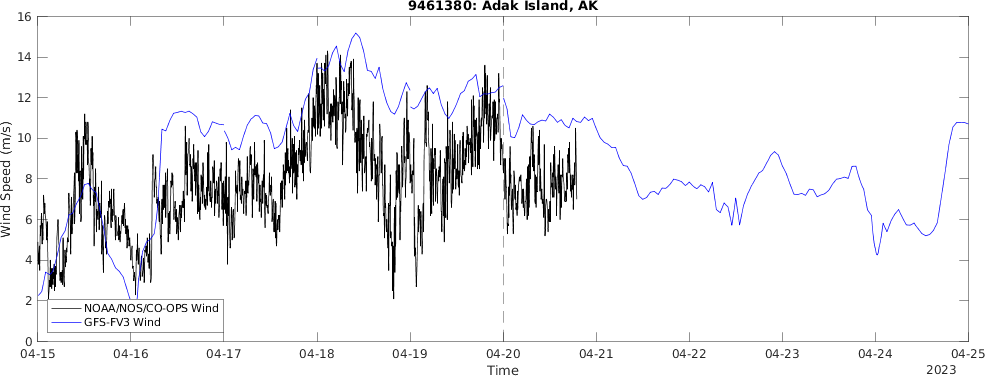 9461380: Adak Island, AK
16
14
12
10
8
6
4
2
0
Wind Speed (m/s)
NOAA/NOS/CO-OPS Wind
GFS-FV3 Wind
04-15 04-16 04-17 04-18 04-19 04-20 04-21 04-22 04-23 04-24 04-25
Time
2023